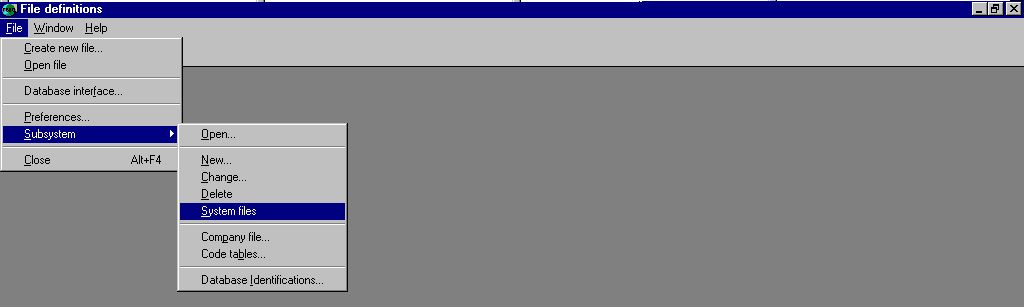 File definitions
File Window Help
Create new file...
Open file
Database interface...
Preferences...
Subsystem
Close Alt+F4
Open...
New...
Change...
Delete
System files
Company file...
Code tables...
Database Identifications...